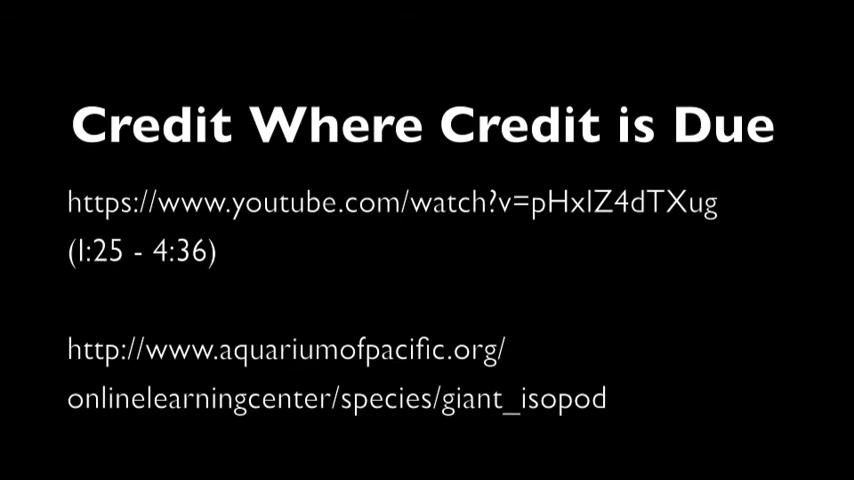 Credit Where Credit is Due
https://www.youtube.com/watch?v=pHxIZ4dTXug
(1:25 - 4:36)
http://www.aquariumofpacific.org/
onlinelearningcenter/species/giant_isopod